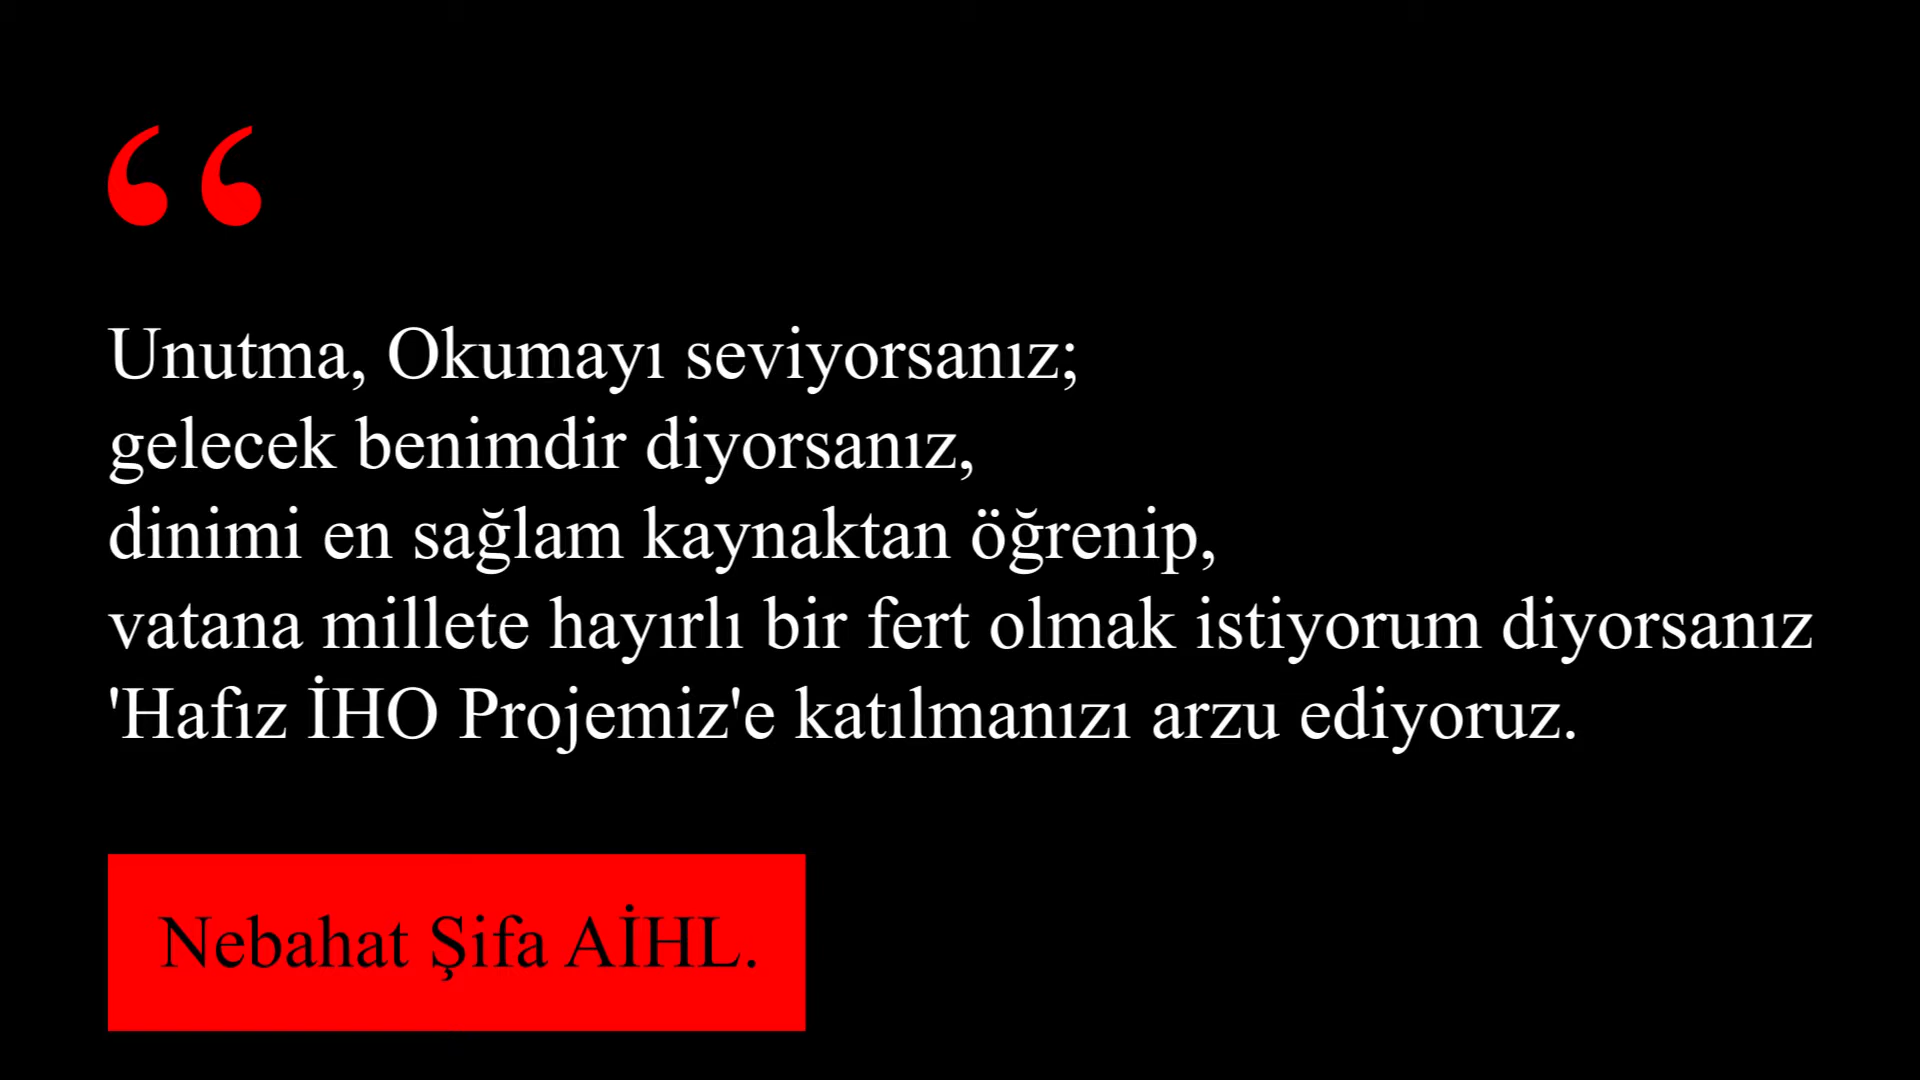 Unutma, Okumayı seviyorsanız;
gelecek benimdir diyorsanız,
dinimi en sağlam kaynaktan öğrenip,
vatana millete hayırlı bir fert olmak istiyorum diyorsanız
'Hafız İHO Projemiz'e katılmanızı arzu ediyoruz.
Nebahat Şifa AİHL.